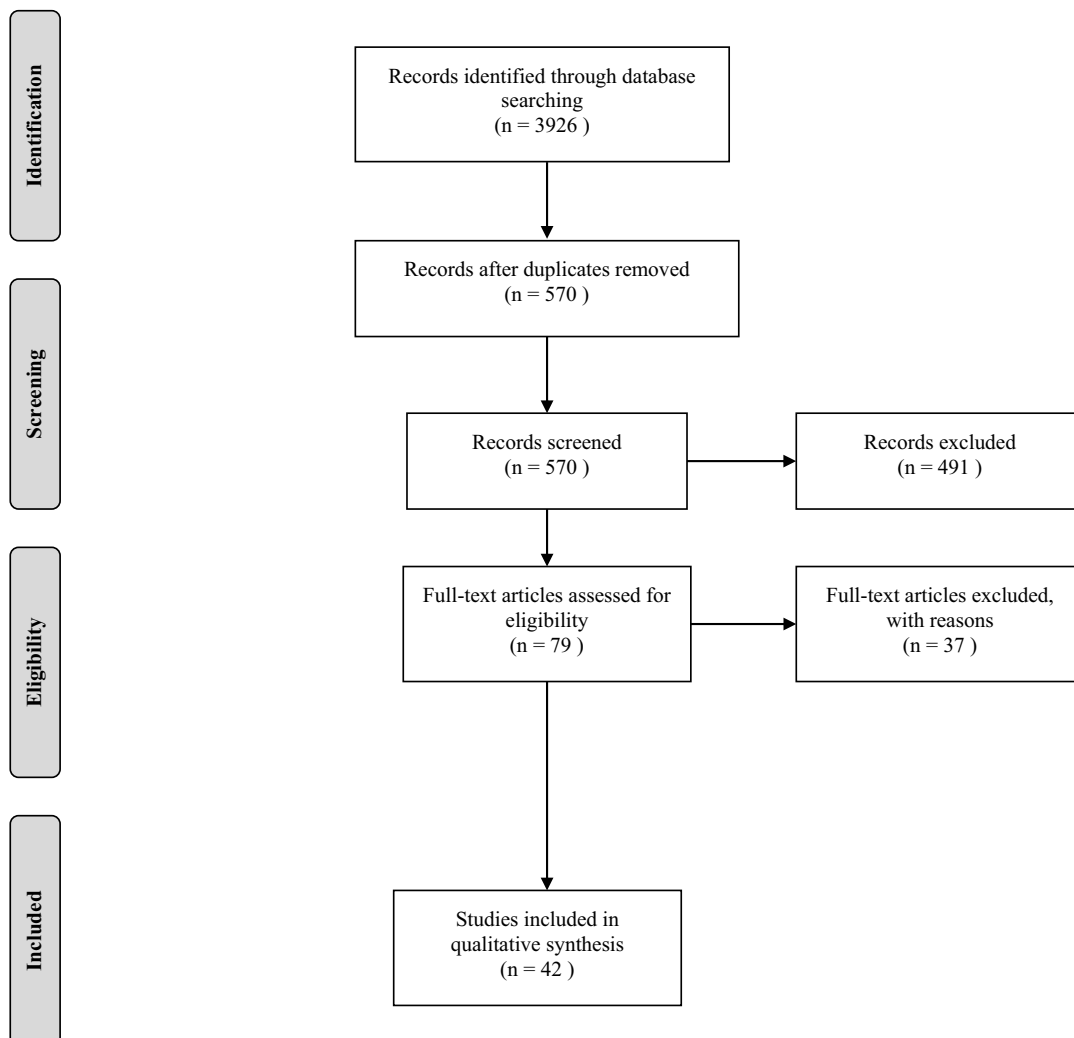 Identification
Records identified through database
searching
(n = 3926 )
Records after duplicates removed
(n = 570 )
Screening
Records screened
(n = 570 )
Records excluded
(n = 491 )
Eligibility
Full-text articles assessed for
eligibility
(n = 79 )
Full-text articles excluded,
with reasons
(n = 37 )
Included
Studies included in
qualitative synthesis
(n = 42 )